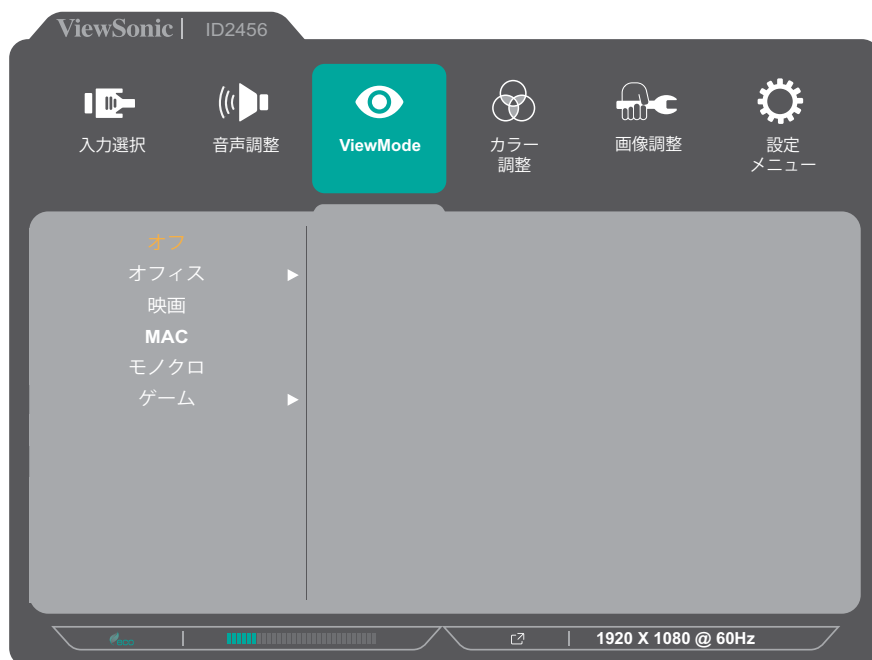 ViewSonic | ID2456
入力選択
音声調整
ViewMode
カラー
調整
画像調整
設定
メニュー
オフ
オフィス
映画
MAC
モノクロ
ゲーム
eco
1920 X 1080 @ 60Hz